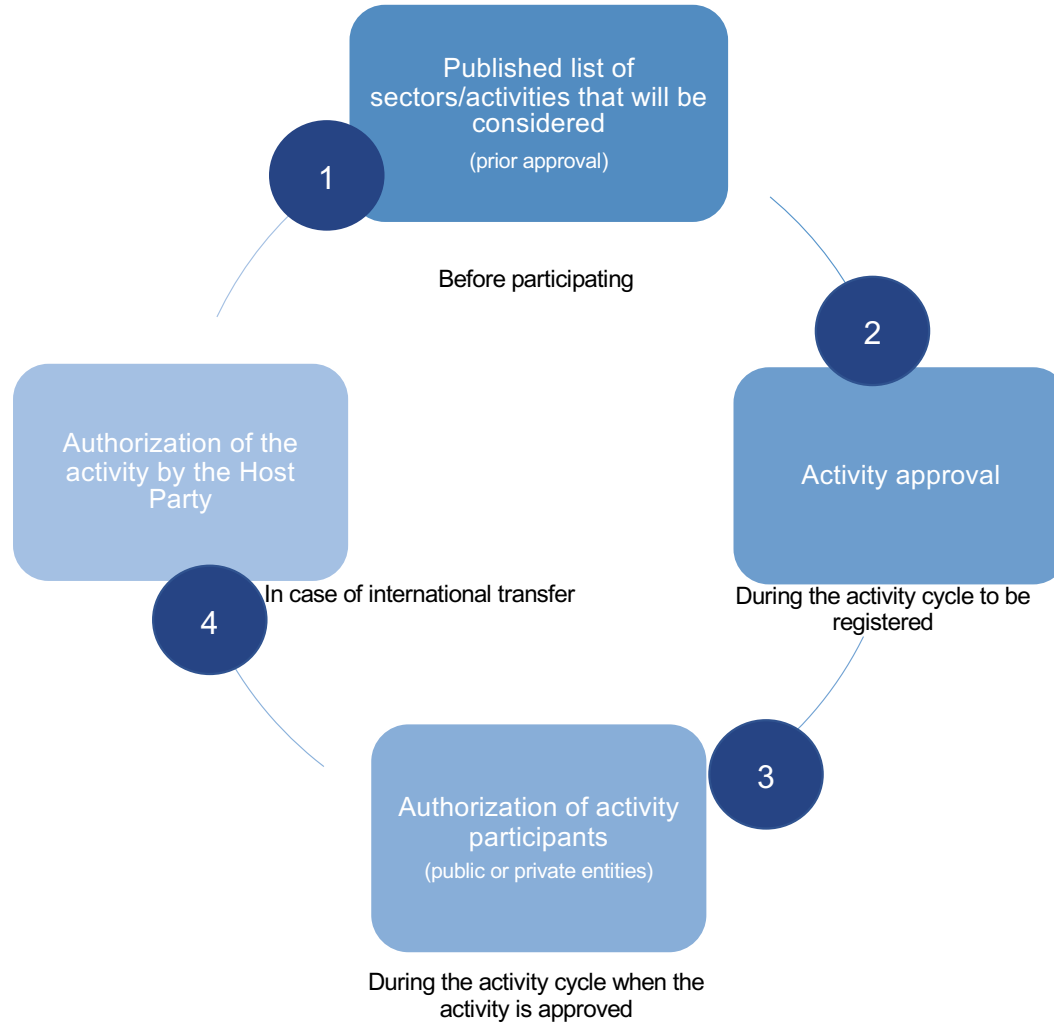 Published list of
sectors/activities that will be
considered
(prior approval)
1
Before participating
2
Activity approval
During the activity cycle to be
registered
3
Authorization of activity
participants
(public or private entities)
During the activity cycle when the
activity is approved
Authorization of the
activity by the Host
Party
4
In case of international transfer